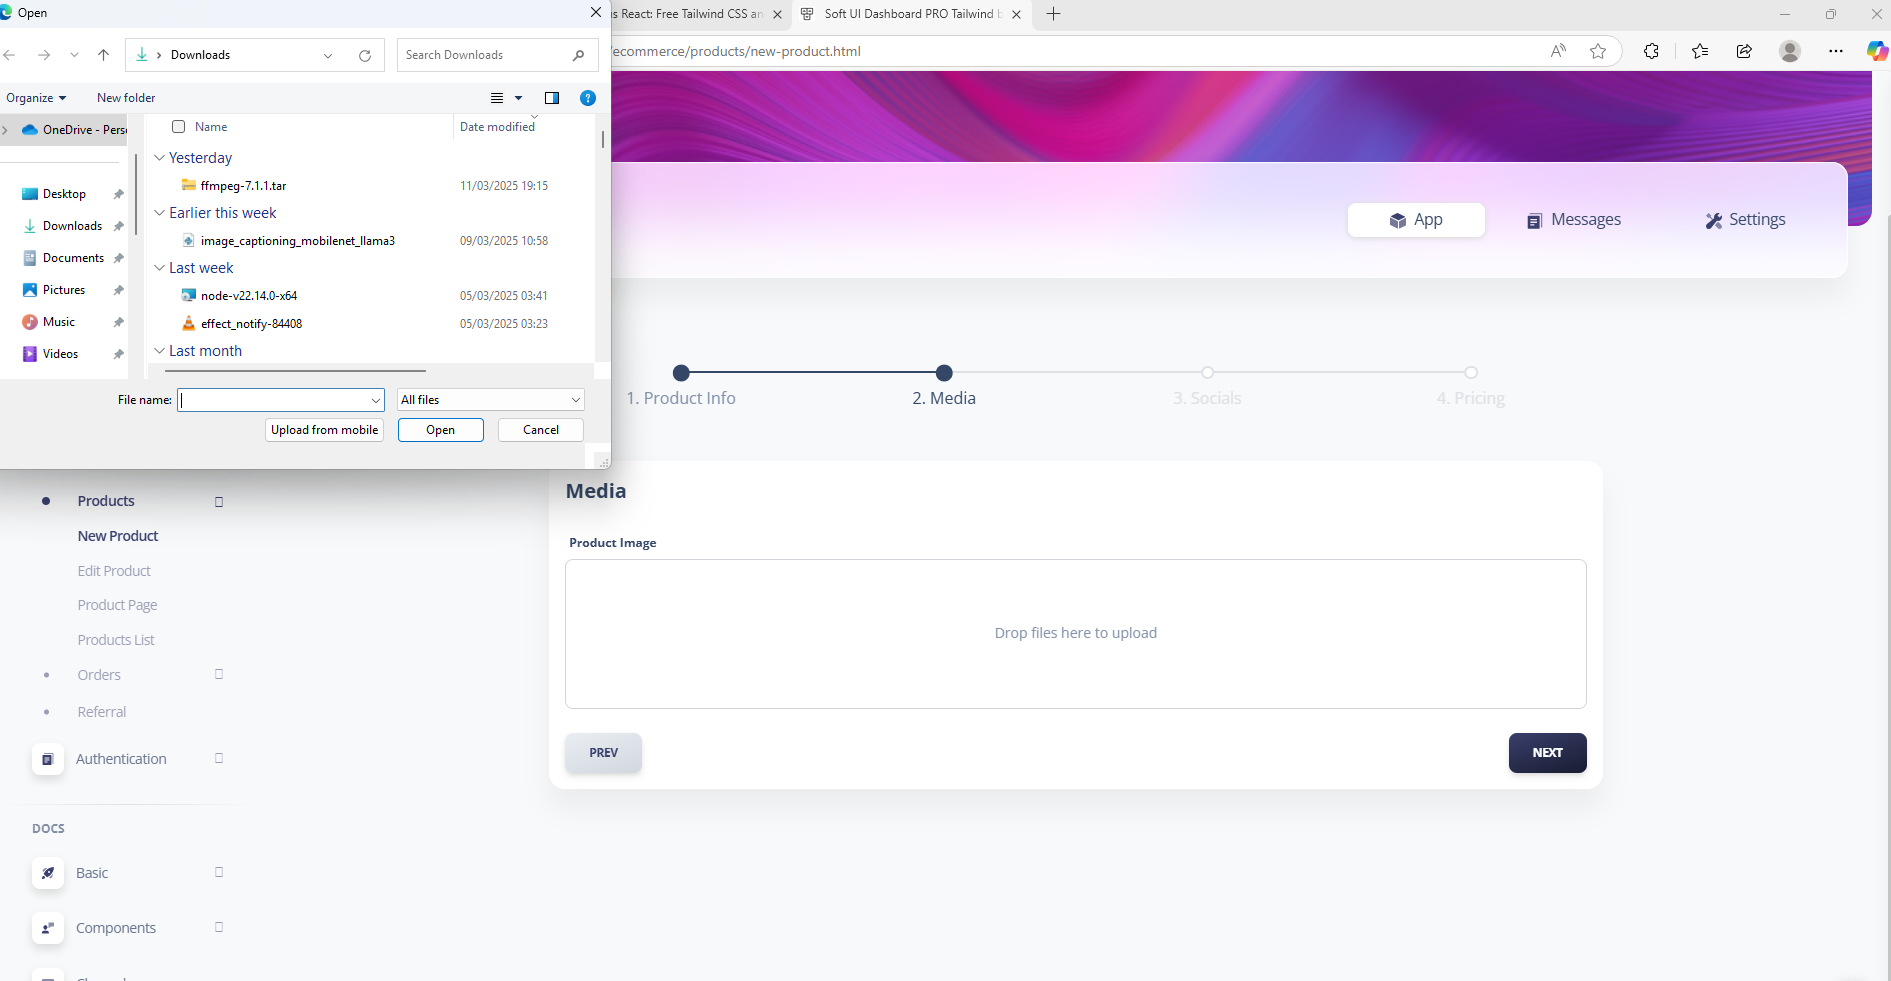 Open
is React: Free Tailwind CSS an
Soft UI Dashboard PRO Tailwind b
Downloads
Search Downloads
/ecommerce/products/new-product.html
Organize
New folder
OneDrive - Perso
Name
Date modified
Yesterday
ffmpeg-7.1.1.tar
11/03/2025 19:15
Earlier this week
image_captioning_mobilenet_llama3
09/03/2025 10:58
Last week
node-v22.14.0-x64
05/03/2025 03:41
effect_notify-84408
05/03/2025 03:23
Last month
Desktop
Downloads
Documents
Pictures
Music
Videos
File name:
All files
Upload from mobile
Open
Cancel
App
Messages
Settings
1. Product Info
2. Media
3. Socials
4. Pricing
Products
New Product
Edit Product
Product Page
Products List
Orders
Referral
Authentication
DOCS
Basic
Components
Media
Product Image
Drop files here to upload
PREV
NEXT